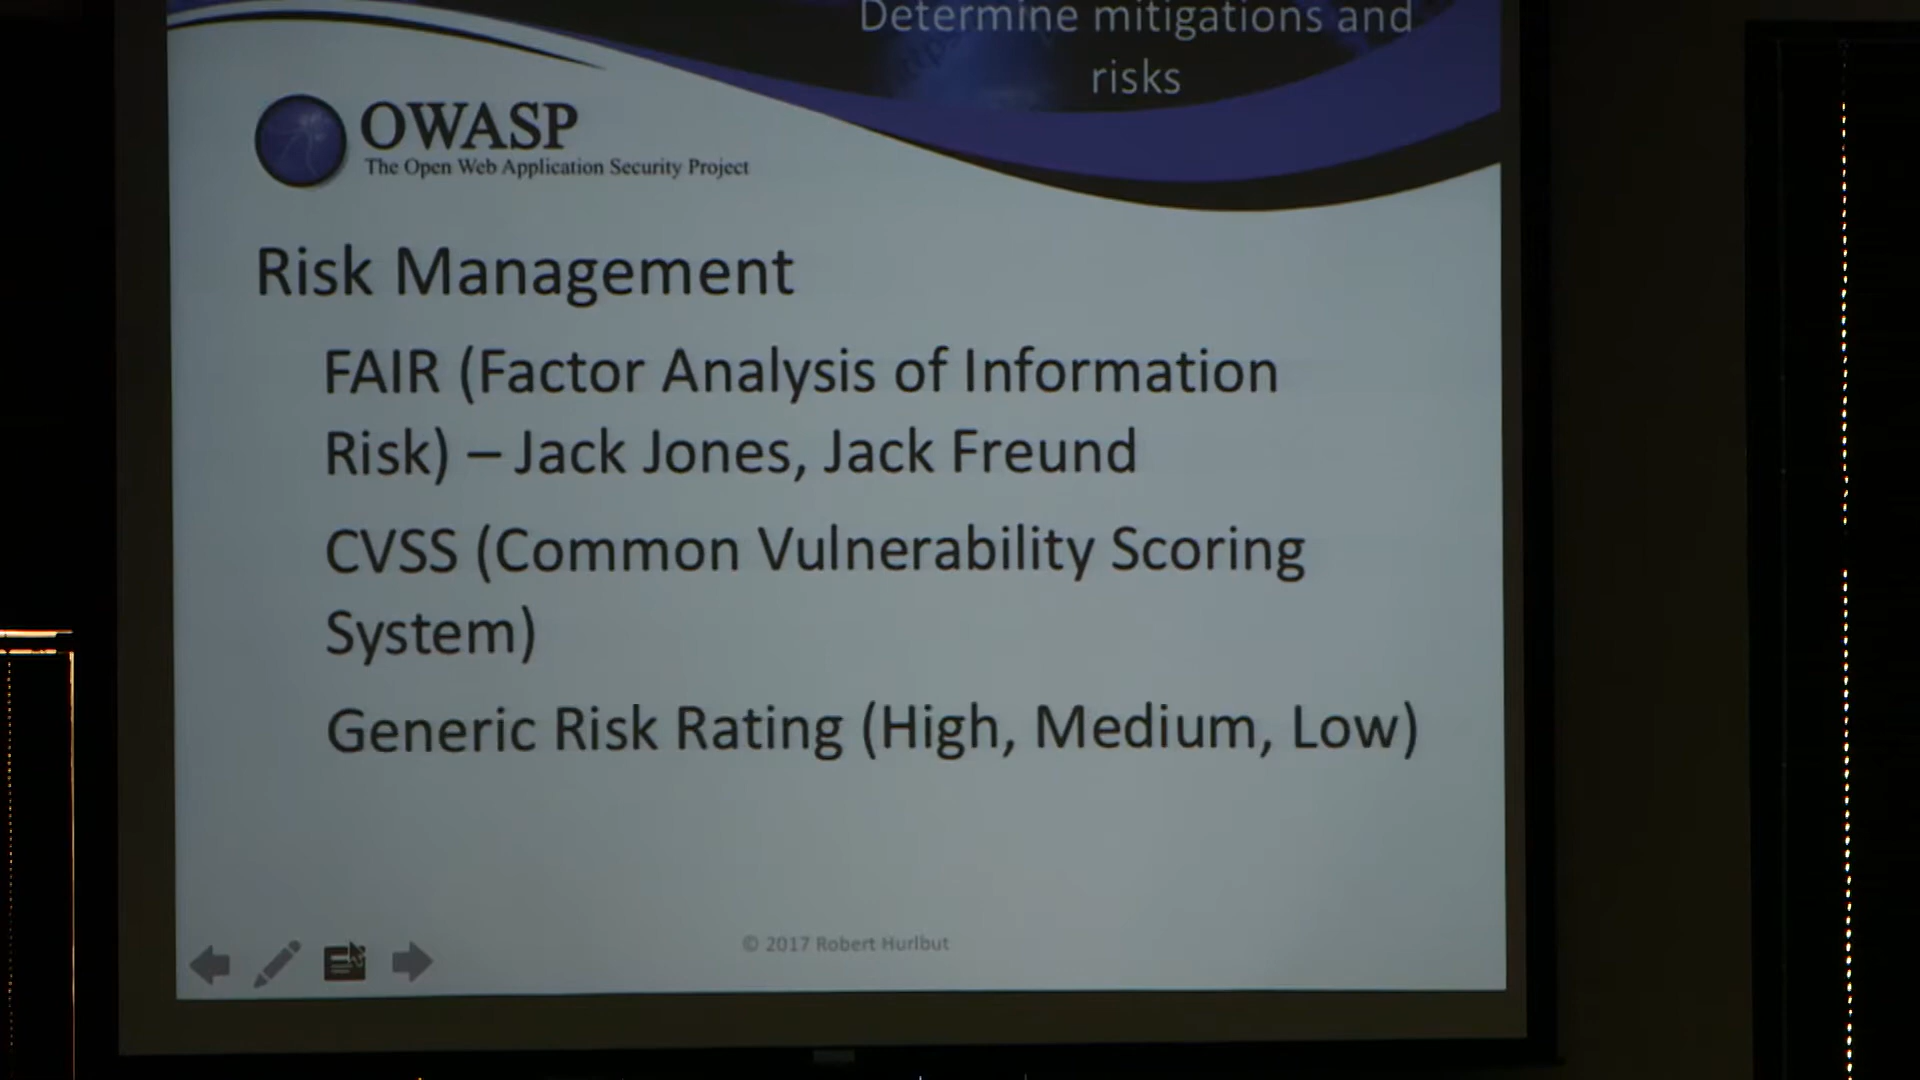 Determine mitigations and
risks
OWASP
The Open Web Application Security Project
Risk Management
FAIR (Factor Analysis of Information
Risk) – Jack Jones, Jack Freund
CVSS (Common Vulnerability Scoring
System)
Generic Risk Rating (High, Medium, Low)
© 2017 Robert Hurlbut